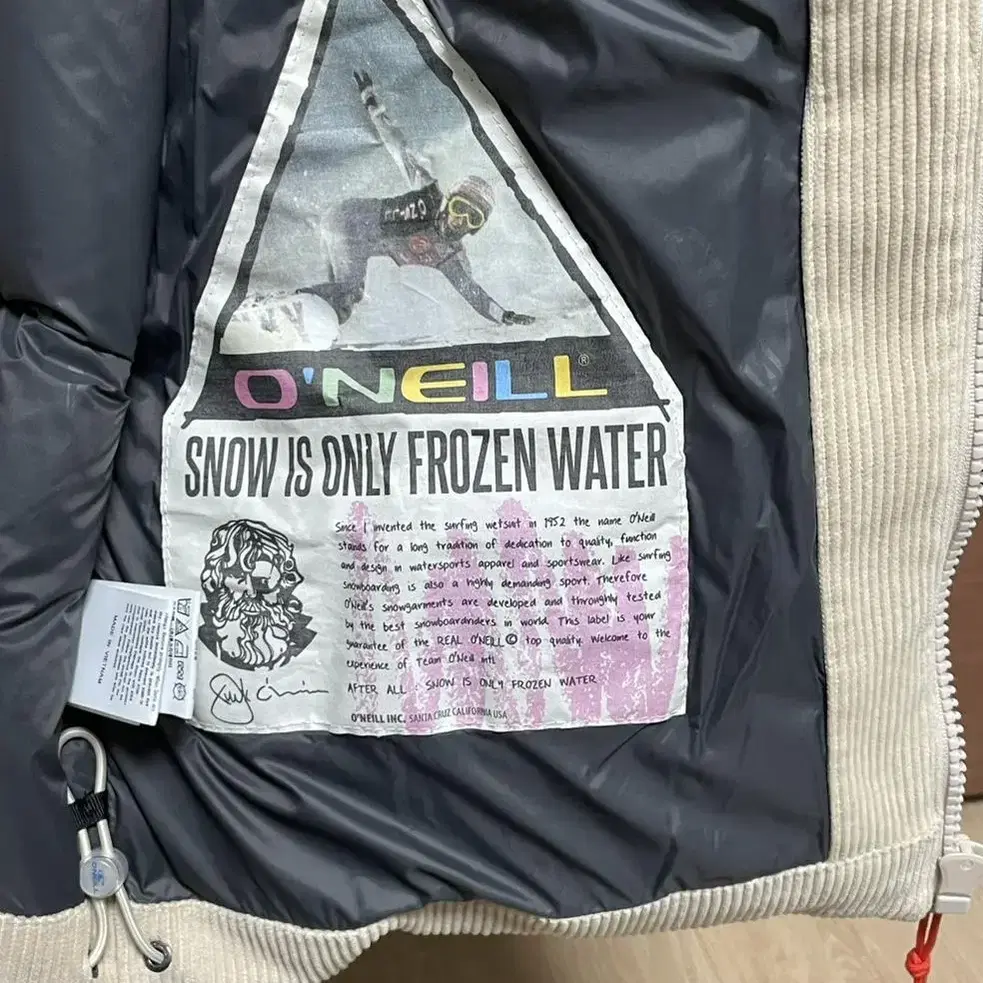 O'NEILL®
SNOW IS ONLY FROZEN WATER
Since I invented the surfing wetsuit in 1952 the name O'Neill
stands for a long tradition of dedication to quality, function
and design in watersports apparel and sportswear. Like surfing
snowboarding is also a highly demanding sport. Therefore
O'Neill's snowgarments are developed and throughly tested
by the best snowboardriders in world. This label is your
guarantee of the REAL O'NEILL© top quality. Welcome to the
experience of Team O'Neill intl.
AFTER ALL : SNOW IS ONLY FROZEN WATER
O'NEILL INC. SANTA CRUZ CALIFORNIA USA
MADE IN VIETNAM